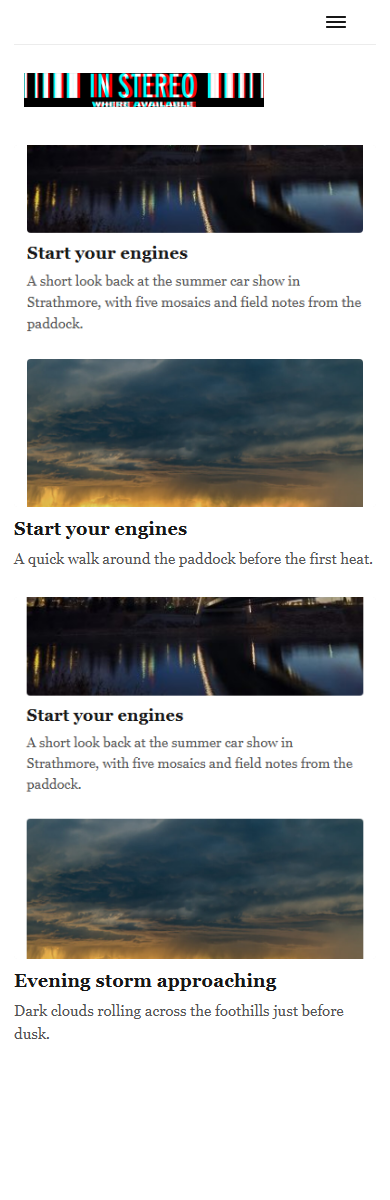 IN STEREO
WHERE AVAILABLE
Start your engines
A short look back at the summer car show in
Strathmore, with five mosaics and field notes from the
paddock.
Start your engines
A quick walk around the paddock before the first heat.
Start your engines
A short look back at the summer car show in
Strathmore, with five mosaics and field notes from the
paddock.
Evening storm approaching
Dark clouds rolling across the foothills just before
dusk.